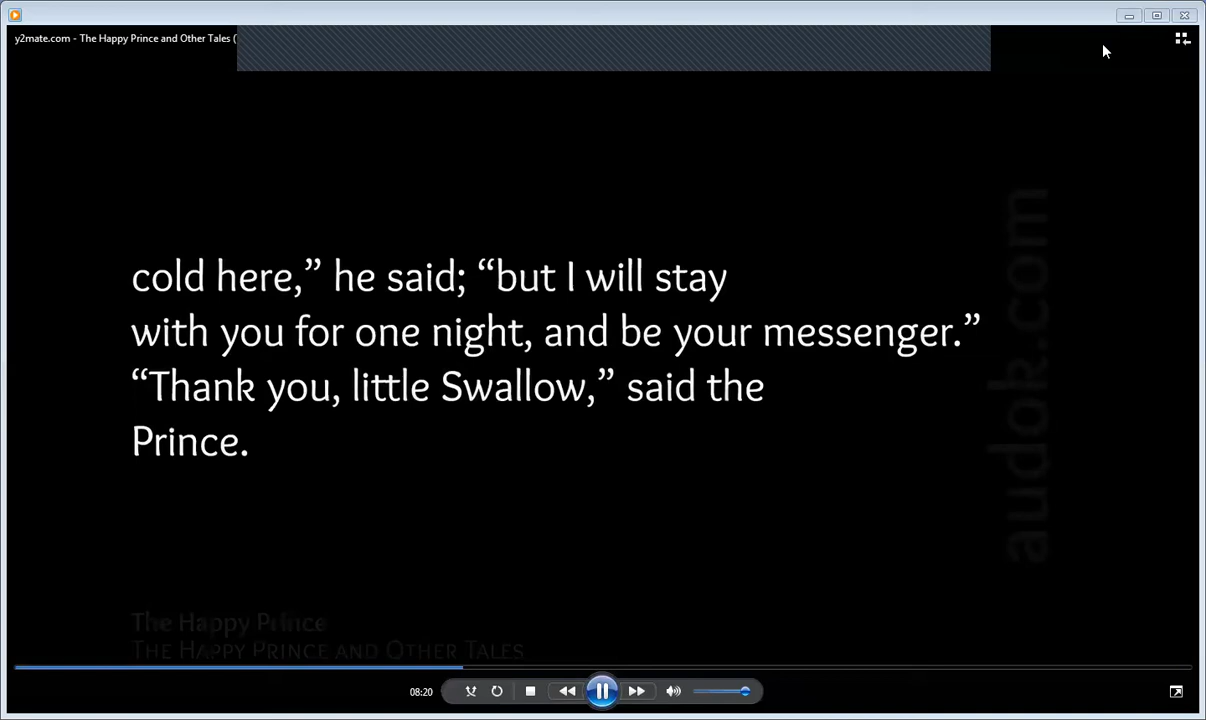 y2mate.com - The Happy Prince and Other Tales (
cold here,” he said; “but I will stay
with you for one night, and be your messenger.”
“Thank you, little Swallow,” said the
Prince.
audok.com
The Happy Prince
The Happy Prince and Other Tales
08:20